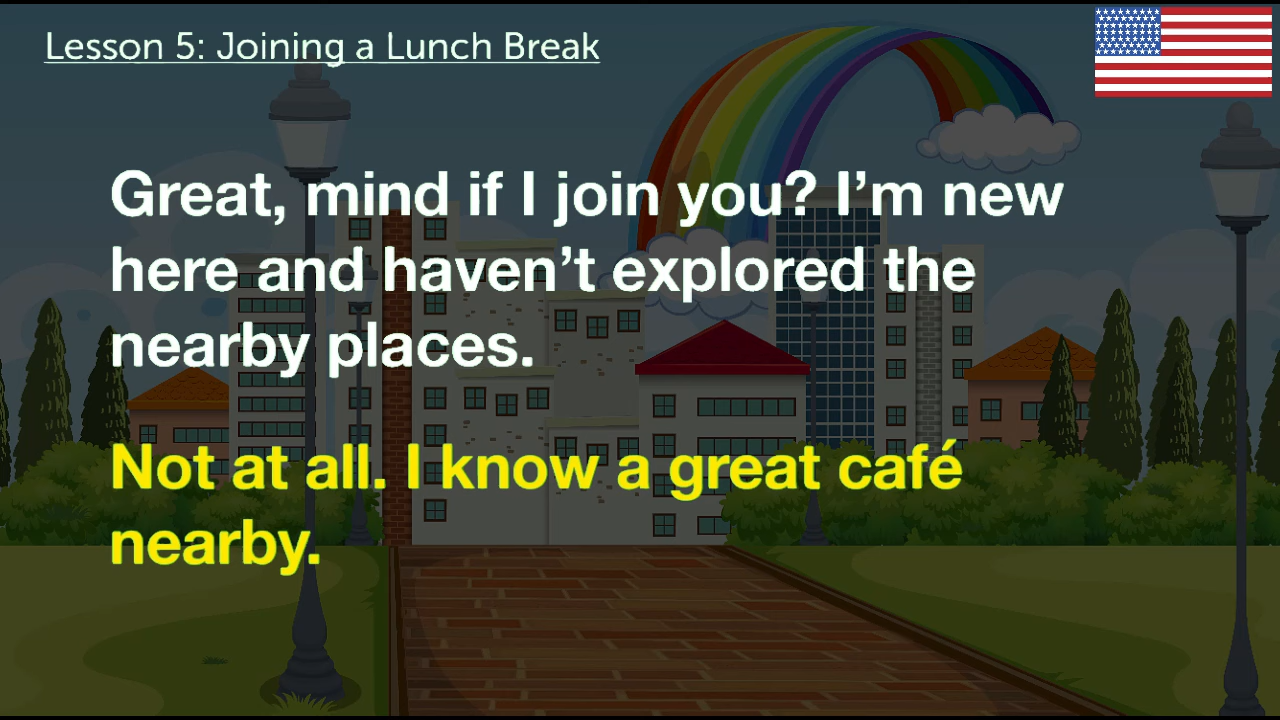 Lesson 5: Joining a Lunch Break
Great, mind if I join you? I’m new
here and haven’t explored the
nearby places.
Not at all. I know a great café
nearby.